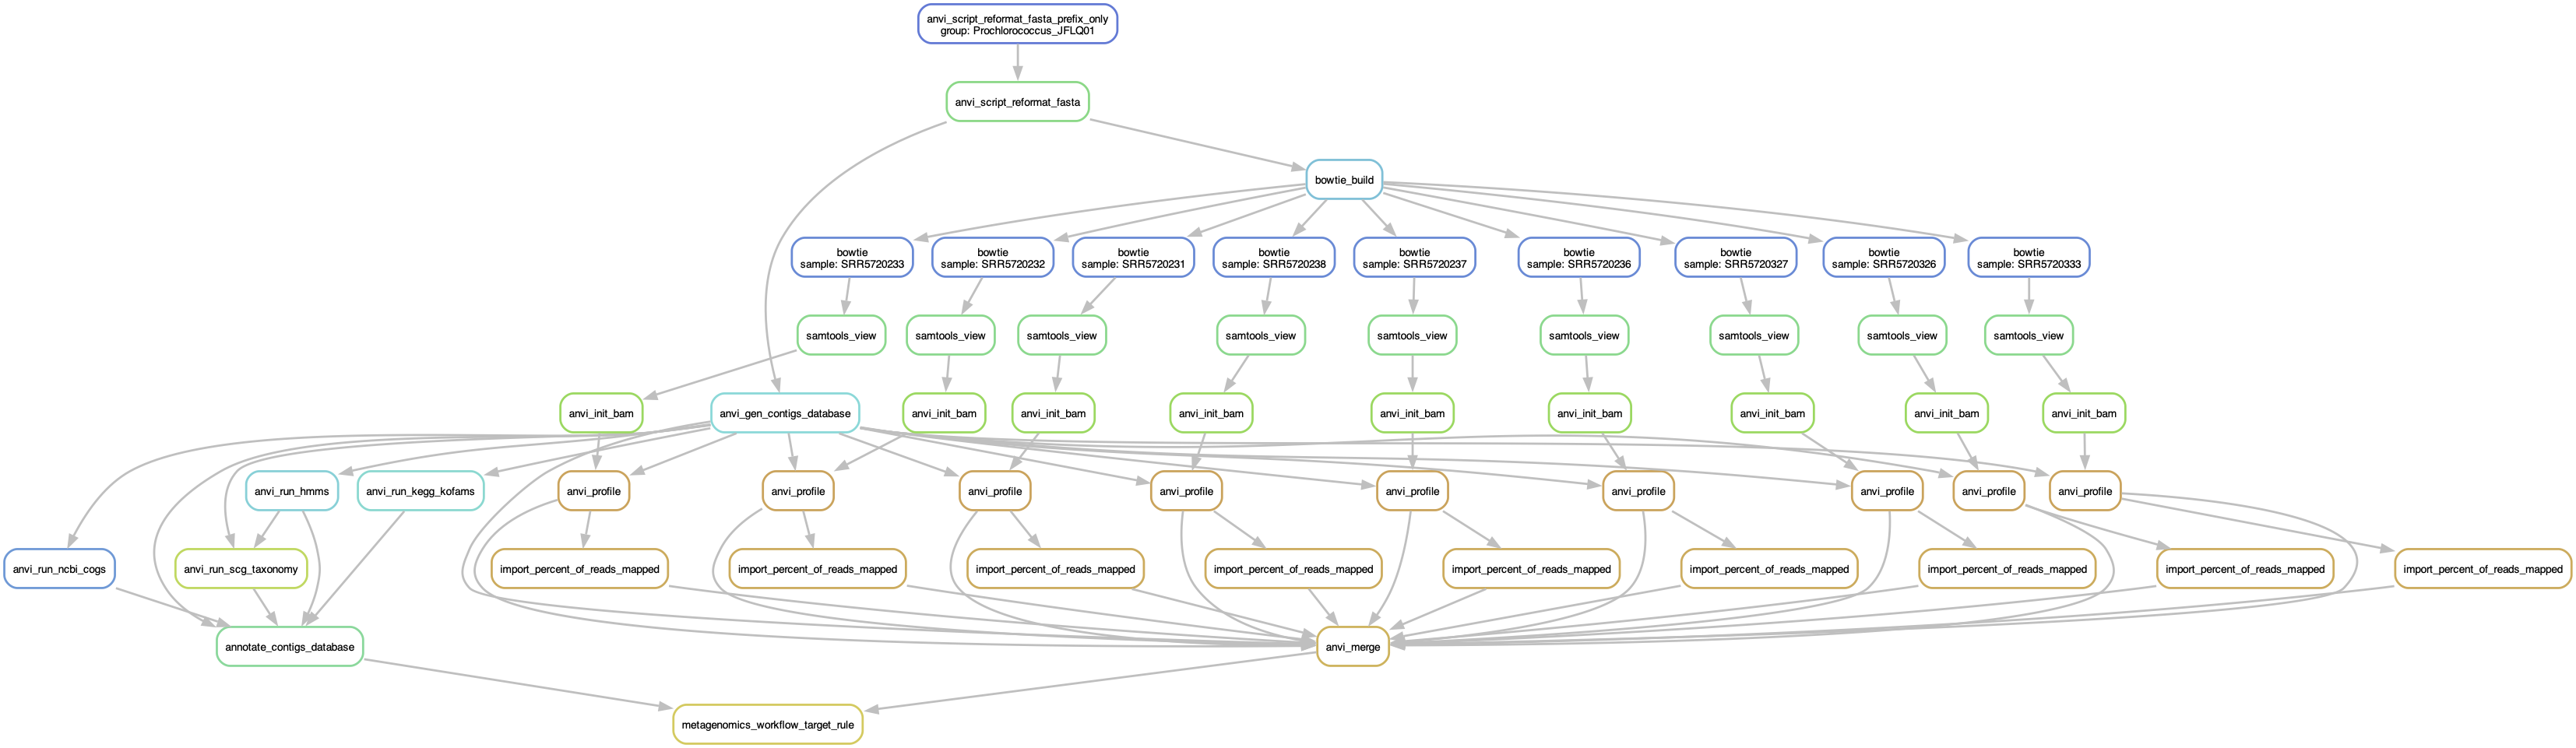 anvi_script_reformat_fasta_prefix_only
group: Prochlorococcus_JFLQ01
anvi_script_reformat_fasta
bowtie_build
bowtie
sample: SRR5720233
bowtie
sample: SRR5720232
bowtie
sample: SRR5720231
bowtie
sample: SRR5720238
bowtie
sample: SRR5720237
bowtie
sample: SRR5720236
bowtie
sample: SRR5720327
bowtie
sample: SRR5720326
bowtie
sample: SRR5720333
samtools_view
samtools_view
samtools_view
samtools_view
samtools_view
samtools_view
samtools_view
samtools_view
samtools_view
anvi_init_bam
anvi_gen_contigs_database
anvi_init_bam
anvi_init_bam
anvi_init_bam
anvi_init_bam
anvi_init_bam
anvi_init_bam
anvi_init_bam
anvi_init_bam
anvi_run_hmms
anvi_run_kegg_kofams
anvi_profile
anvi_profile
anvi_profile
anvi_profile
anvi_profile
anvi_profile
anvi_profile
anvi_profile
anvi_profile
anvi_run_ncbi_cogs
anvi_run_scg_taxonomy
import_percent_of_reads_mapped
import_percent_of_reads_mapped
import_percent_of_reads_mapped
import_percent_of_reads_mapped
import_percent_of_reads_mapped
import_percent_of_reads_mapped
import_percent_of_reads_mapped
import_percent_of_reads_mapped
import_percent_of_reads_mapped
annotate_contigs_database
anvi_merge
metagenomics_workflow_target_rule